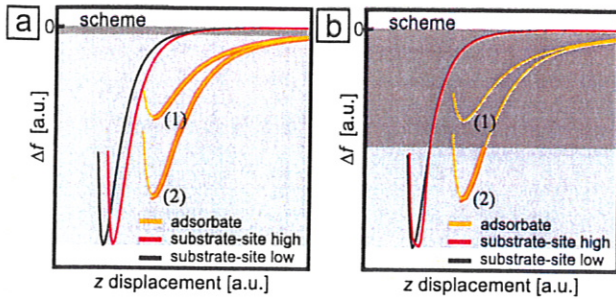 a
scheme
0
Δf [a.u.]
(1)
(2)
adsorbate
substrate-site high
substrate-site low
z displacement [a.u.]
b
scheme
0
Δf [a.u.]
(1)
(2)
adsorbate
substrate-site high
substrate-site low
z displacement [a.u.]